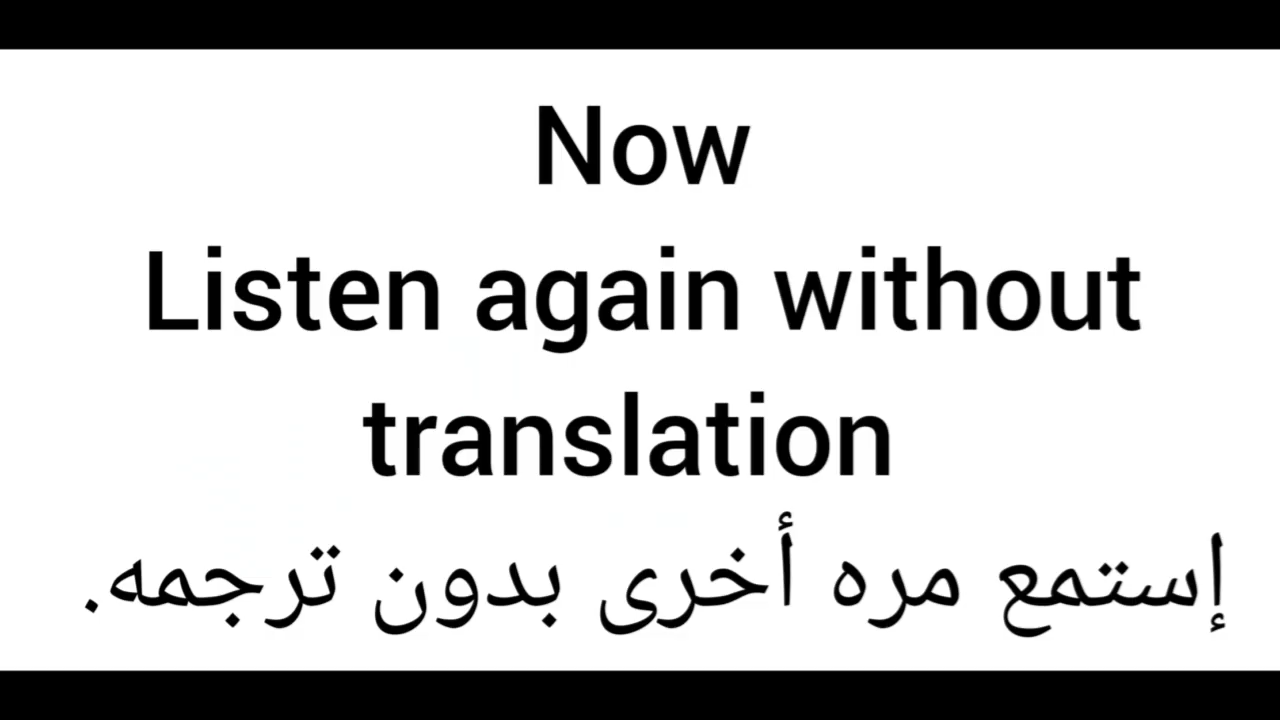 Now
Listen again without
translation
إستمع مره أخرى بدون ترجمه.